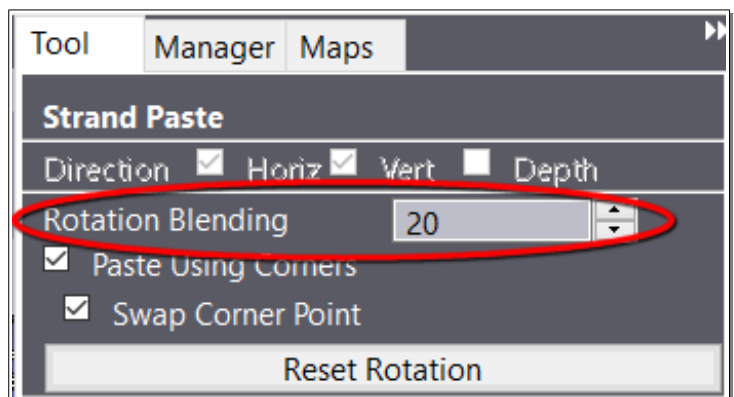 Tool Manager Maps
Strand Paste
Direction Horiz Vert Depth
Rotation Blending 20
Paste Using Corners
Swap Corner Point
Reset Rotation